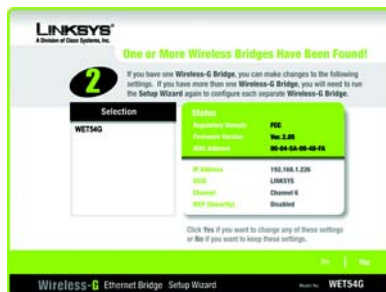 LINKSYS®
A Division of Cisco Systems, Inc.
One or More Wireless Bridges Have Been Found!
2
If you have one Wireless-G Bridge, you can make changes to the following
settings. If you have more than one Wireless-G Bridge, you will need to run
the Setup Wizard again to configure each separate Wireless-G Bridge.
Selection
WET54G
Status
Regulatory Domain FCC
Firmware Version Ver. 2.05
MAC Address
IP Address 192.168.1.226
SSID LINKSYS
Channel Channel 6
WEP (Security) Disabled
Click Yes if you want to change any of these settings
or No if you want to keep these settings.
No Yes
Wireless-G Ethernet Bridge Setup Wizard Model No. WET54G